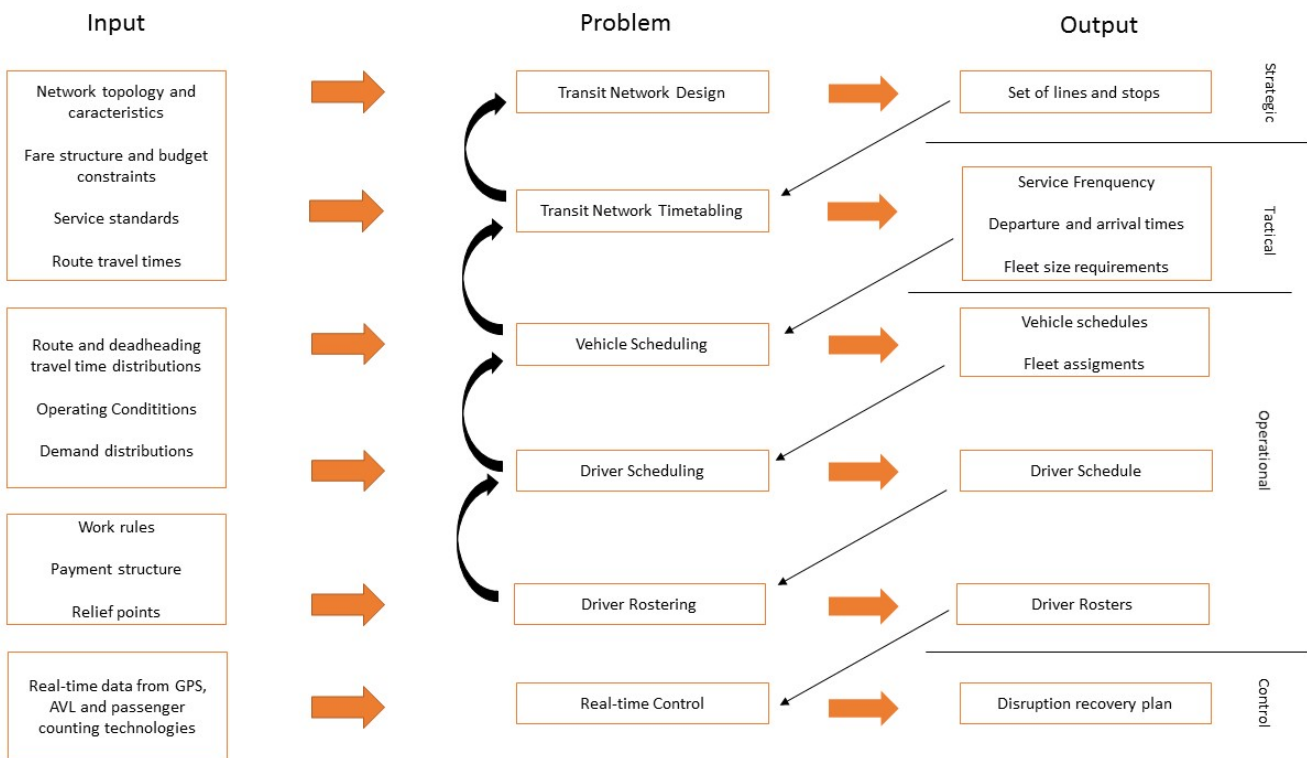 Input
Problem
Output
Network topology and
caracteristics
Fare structure and budget
constraints
Service standards
Route travel times
Transit Network Design
Set of lines and stops
Strategic
Transit Network Timetabling
Service Frenquency
Departure and arrival times
Fleet size requirements
Tactical
Route and deadheading
travel time distributions
Operating Condititions
Demand distributions
Vehicle Scheduling
Vehicle schedules
Fleet assigments
Driver Scheduling
Driver Schedule
Operational
Work rules
Payment structure
Relief points
Driver Rostering
Driver Rosters
Real-time data from GPS,
AVL and passenger
counting technologies
Real-time Control
Disruption recovery plan
Control